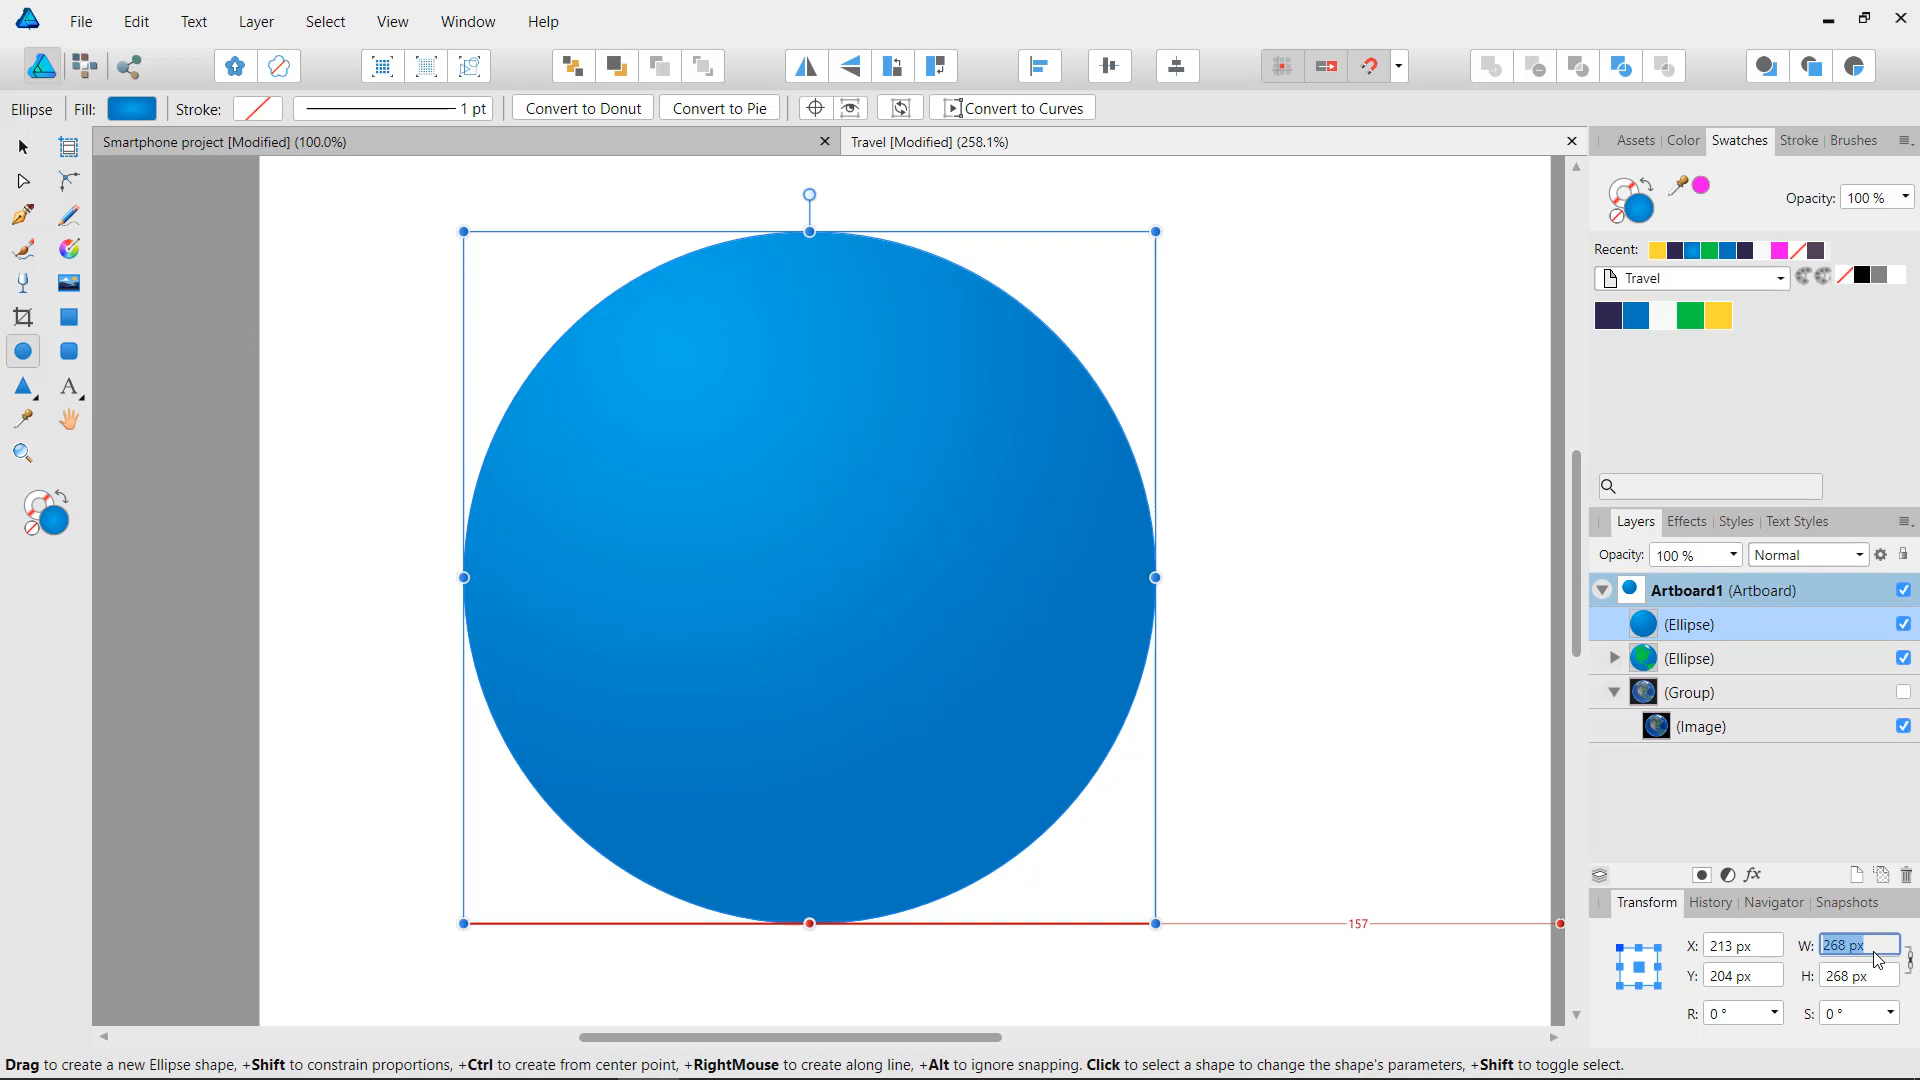 File Edit Text Layer Select View Window Help
Ellipse Fill: Stroke: 1 pt Convert to Donut Convert to Pie Convert to Curves
Smartphone project [Modified] (100.0%) Travel [Modified] (258.1%)
Assets Color Swatches Stroke Brushes
Opacity: 100 %
Recent:
Travel
Layers Effects Styles Text Styles
Opacity: 100 % Normal
Artboard1 (Artboard)
(Ellipse)
(Ellipse)
(Group)
(Image)
fx
Transform History Navigator Snapshots
157
X: 213 px W: 268 px
Y: 204 px H: 268 px
R: 0 ° S: 0 °
A
Drag to create a new Ellipse shape, +Shift to constrain proportions, +Ctrl to create from center point, +RightMouse to create along line, +Alt to ignore snapping. Click to select a shape to change the shape's parameters, +Shift to toggle select.